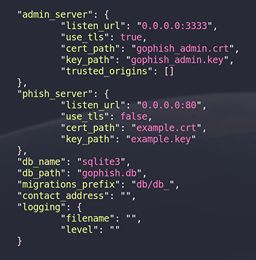 "admin_server": {
"listen_url": "0.0.0.0:3333",
"use_tls": true,
"cert_path": "gophish_admin.crt",
"key_path": "gophish_admin.key",
"trusted_origins": []
},
"phish_server": {
"listen_url": "0.0.0.0:80",
"use_tls": false,
"cert_path": "example.crt",
"key_path": "example.key"
},
"db_name": "sqlite3",
"db_path": "gophish.db",
"migrations_prefix": "db/db_",
"contact_address": "",
"logging": {
"filename": "",
"level": ""
}